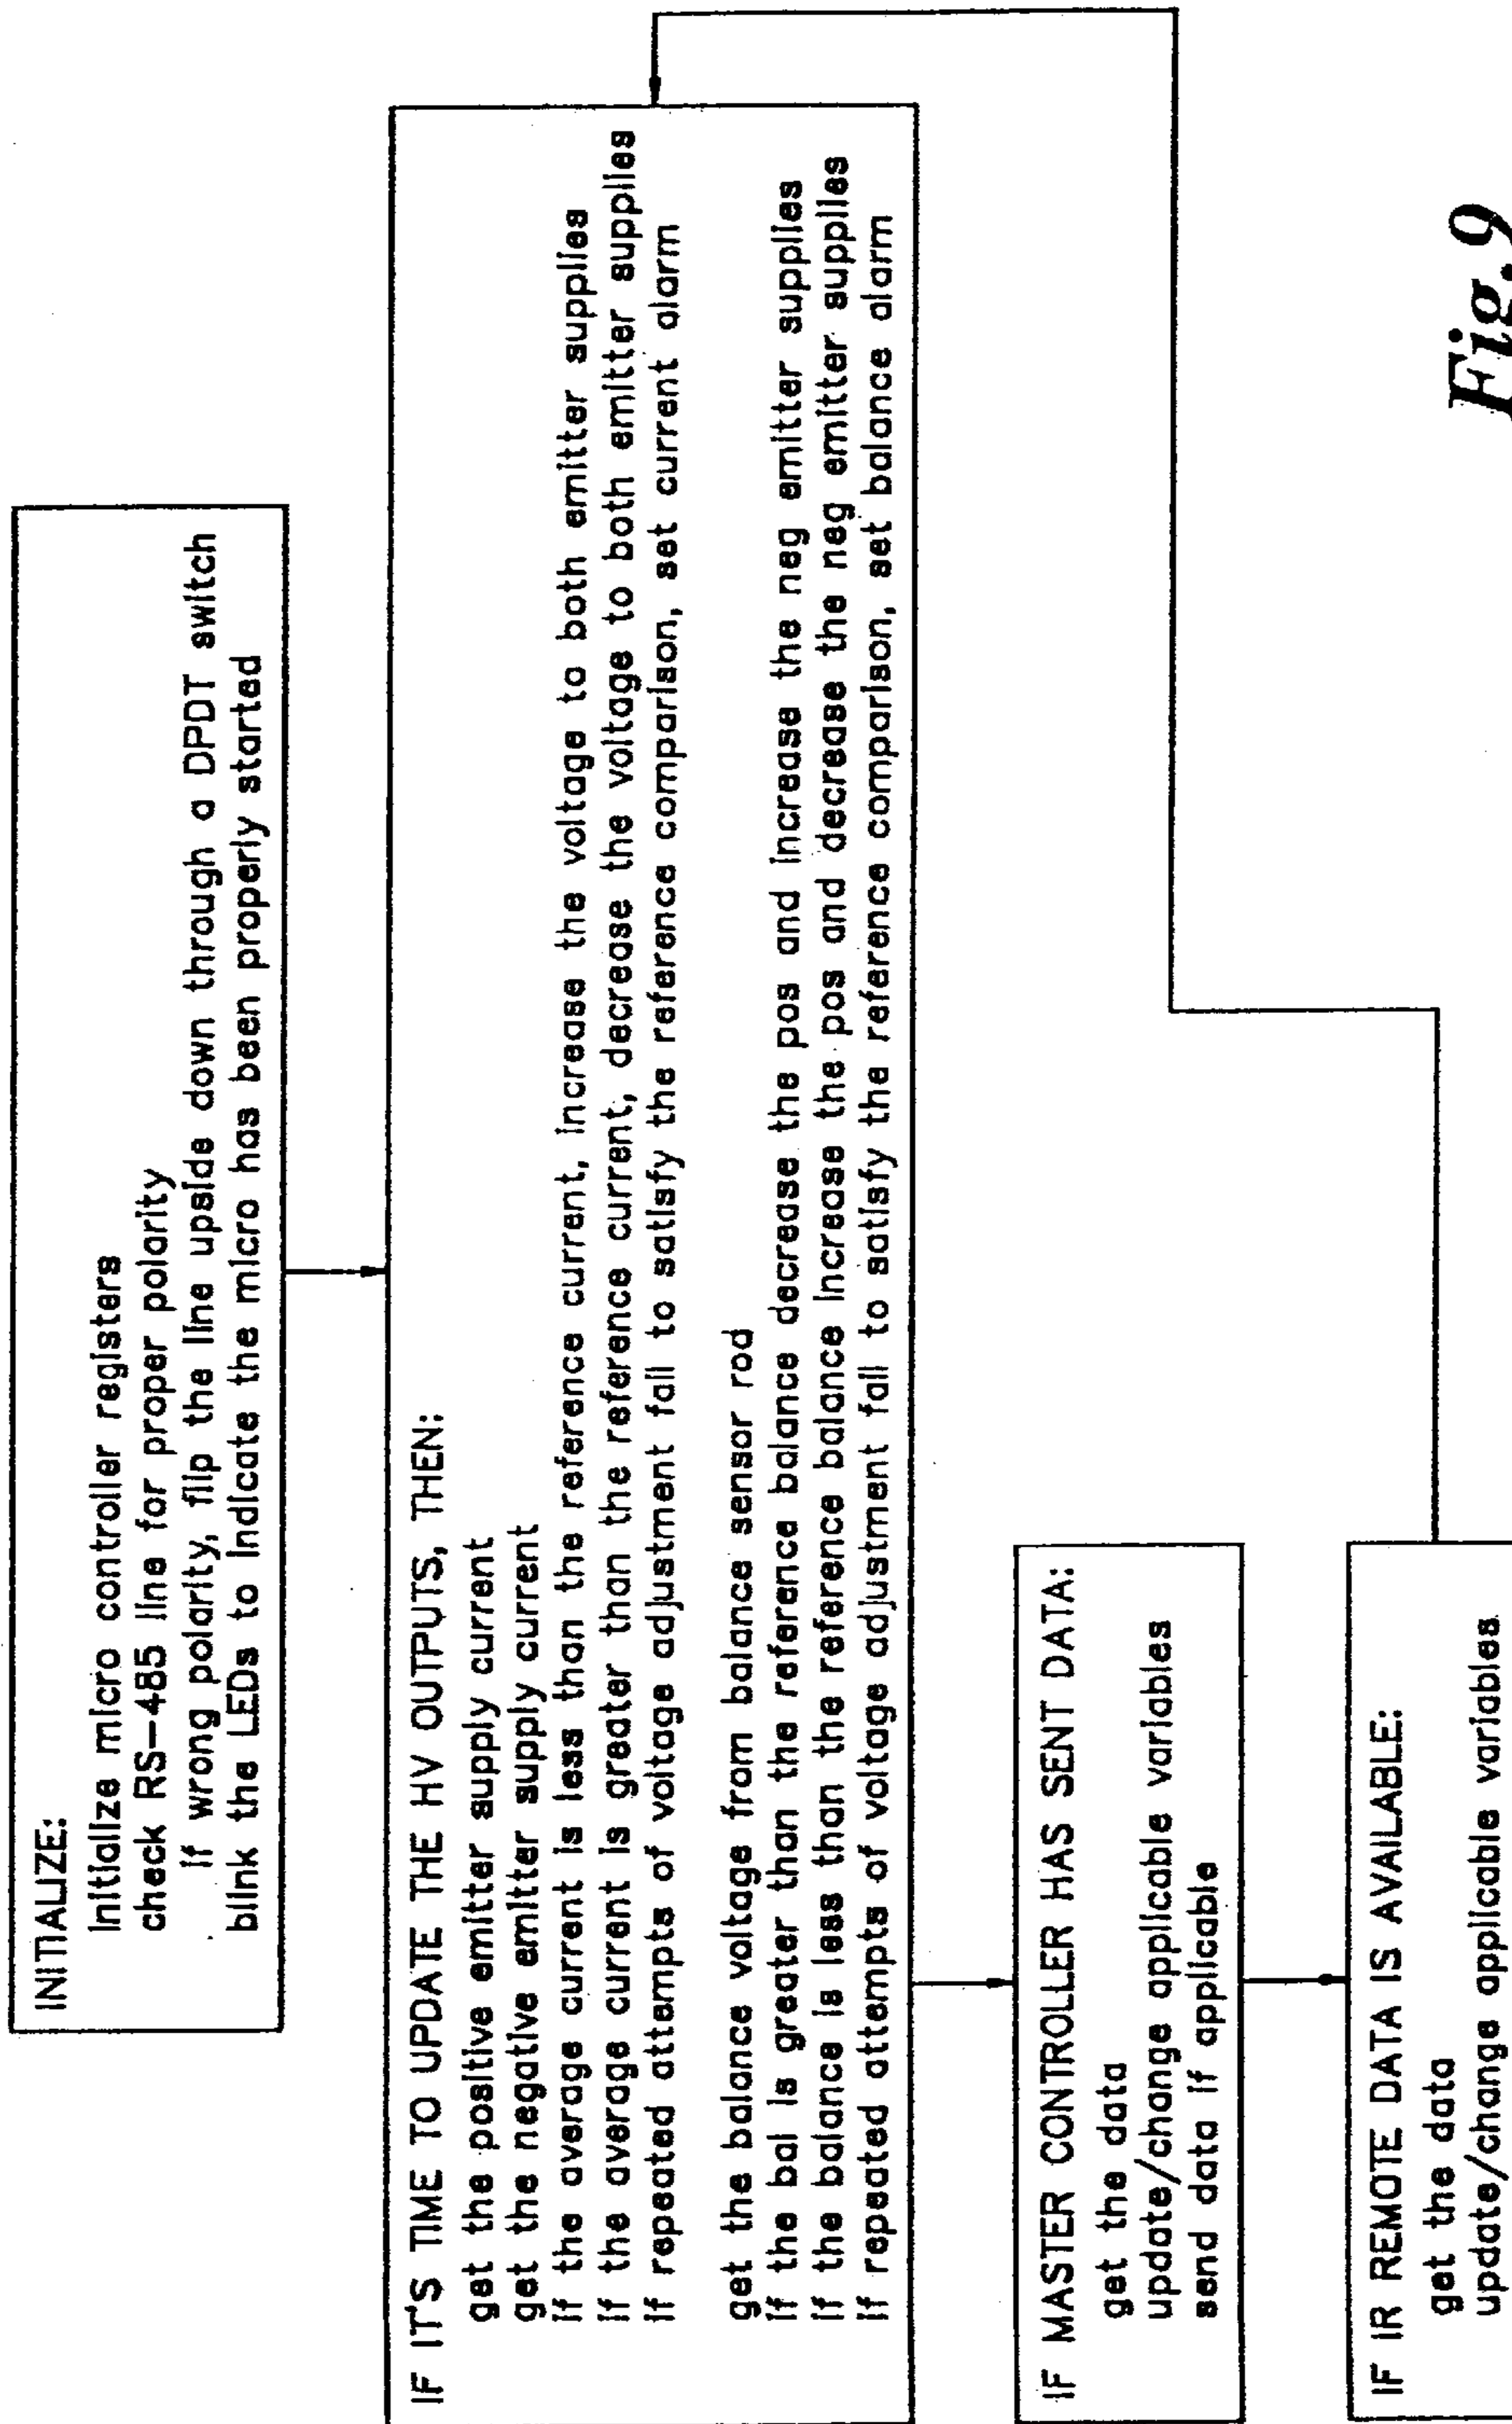 INITIALIZE:
Initialize micro controller registers
check RS-485 line for proper polarity
If wrong polarity, flip the line upside down through a DPDT switch
blink the LEDs to indicate the micro has been properly started
IF IT'S TIME TO UPDATE THE HV OUTPUTS, THEN:
get the positive emitter supply current
get the negative emitter supply current
If the average current is less than the reference current, increase the voltage to both emitter supplies
If the average current is greater than the reference current, decrease the voltage to both emitter supplies
If repeated attempts of voltage adjustment fail to satisfy the reference comparison, set current alarm
get the balance voltage from balance sensor rod
If the bal is greater than the reference balance decrease the pos and increase the neg emitter supplies
If the balance is less than the reference balance increase the pos and decrease the neg emitter supplies
If repeated attempts of voltage adjustment fail to satisfy the reference comparison, set balance alarm
IF MASTER CONTROLLER HAS SENT DATA:
get the data
update/change applicable variables
send data if applicable
IF IR REMOTE DATA IS AVAILABLE:
get the data
update/change applicable variables
Fig.9